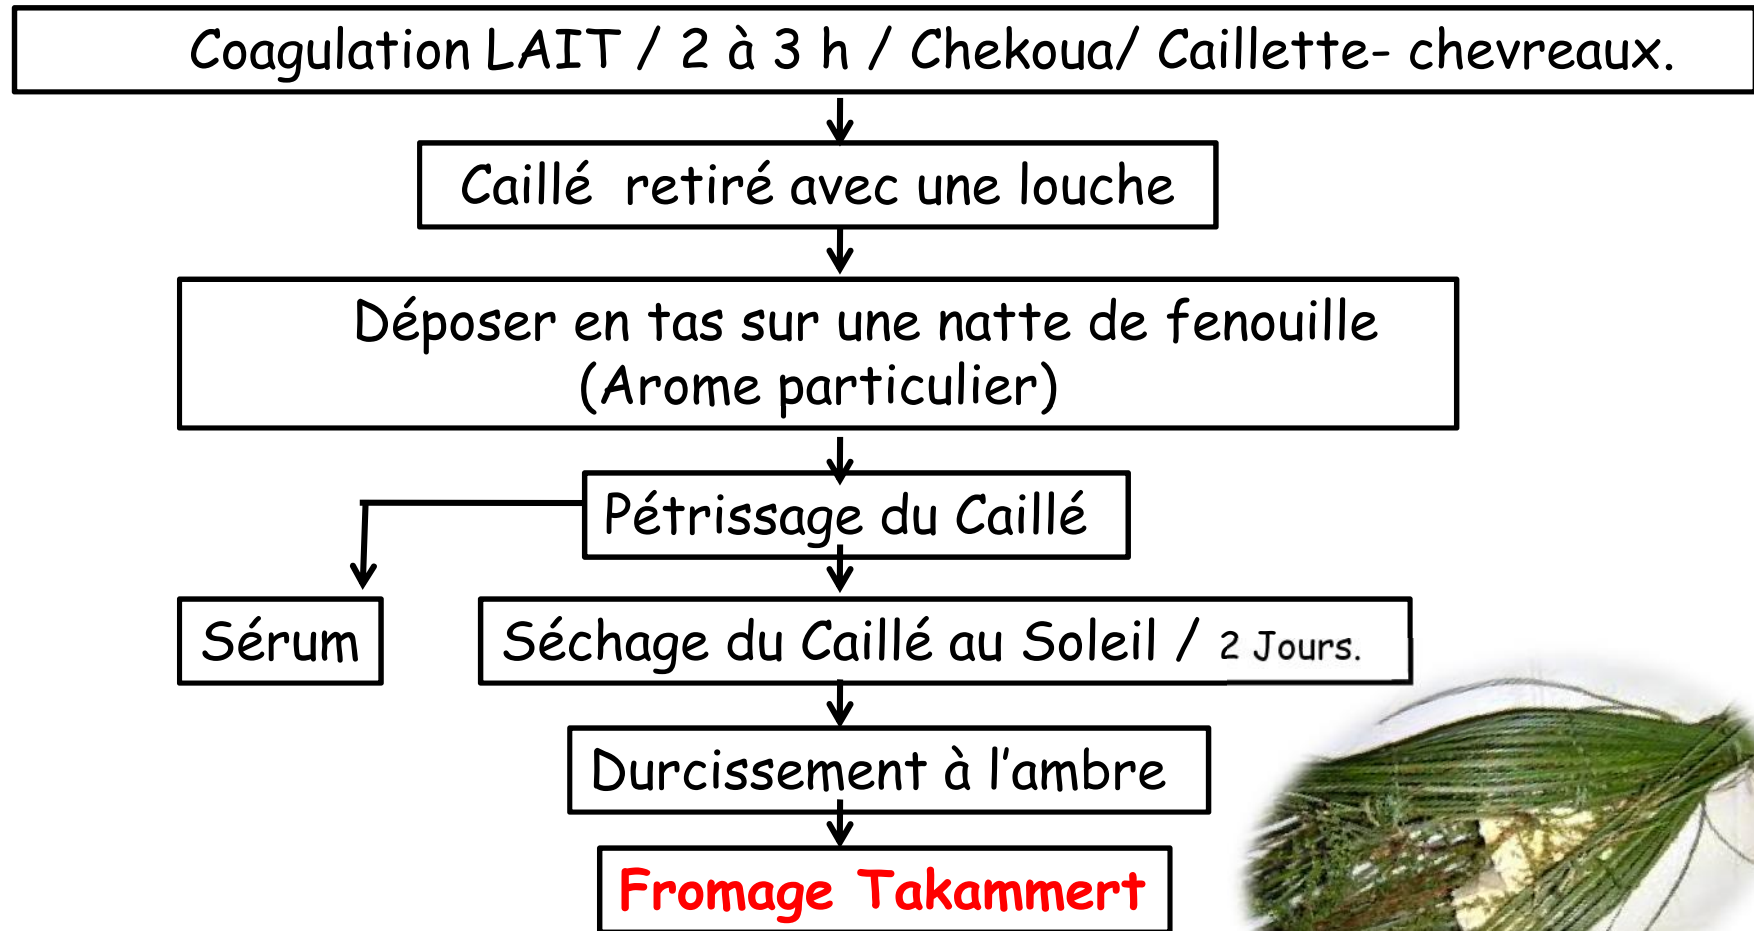 Coagulation LAIT / 2 à 3 h / Chekoua/ Caillette- chevreaux.
Caillé retiré avec une louche
Déposer en tas sur une natte de fenouille
(Arome particulier)
Pétrissage du Caillé
Sérum
Séchage du Caillé au Soleil / 2 Jours.
Durcissement à l'ambre
Fromage Takammert